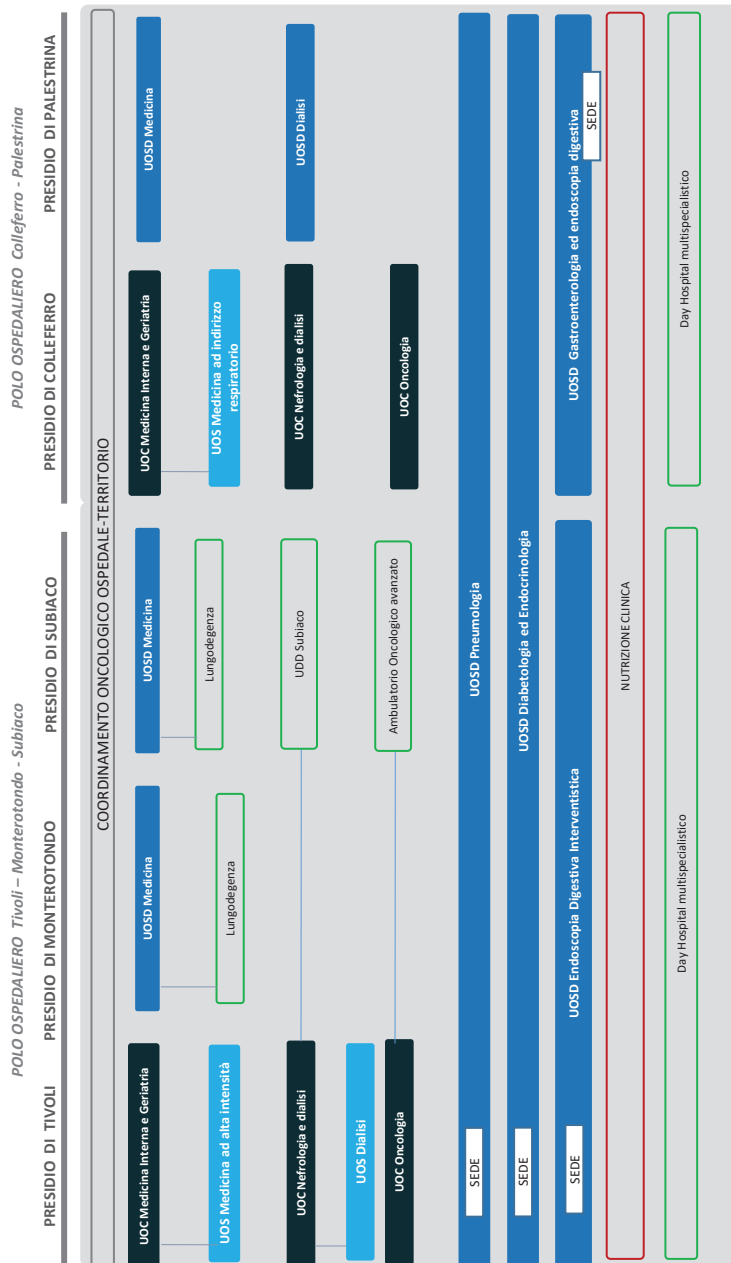 POLO OSPEDALIERO Tivoli – Monterotondo - Subiaco
POLO OSPEDALIERO Colleferro - Palestrina
PRESIDIO DI TIVOLI
PRESIDIO DI MONTEROTONDO
PRESIDIO DI SUBIACO
PRESIDIO DI COLLEFERRO
PRESIDIO DI PALESTRINA
COORDINAMENTO ONCOLOGICO OSPEDALE-TERRITORIO
UOC Medicina Interna e Geriatria
UOSD Medicina
UOSD Medicina
UOC Medicina Interna e Geriatria
UOSD Medicina
UOS Medicina ad alta intensità
Lungodegenza
Lungodegenza
UOS Medicina ad indirizzo
respiratorio
UOC Nefrologia e dialisi
UDD Subiaco
UOC Nefrologia e dialisi
UOSD Dialisi
UOS Dialisi
UOC Oncologia
Ambulatorio Oncologico avanzato
UOC Oncologia
SEDE
UOSD Pneumologia
SEDE
UOSD Diabetologia ed Endocrinologia
SEDE
UOSD Endoscopia Digestiva Interventistica
UOSD Gastroenterologia ed endoscopia digestiva
SEDE
NUTRIZIONE CLINICA
Day Hospital multispecialistico
Day Hospital multispecialistico